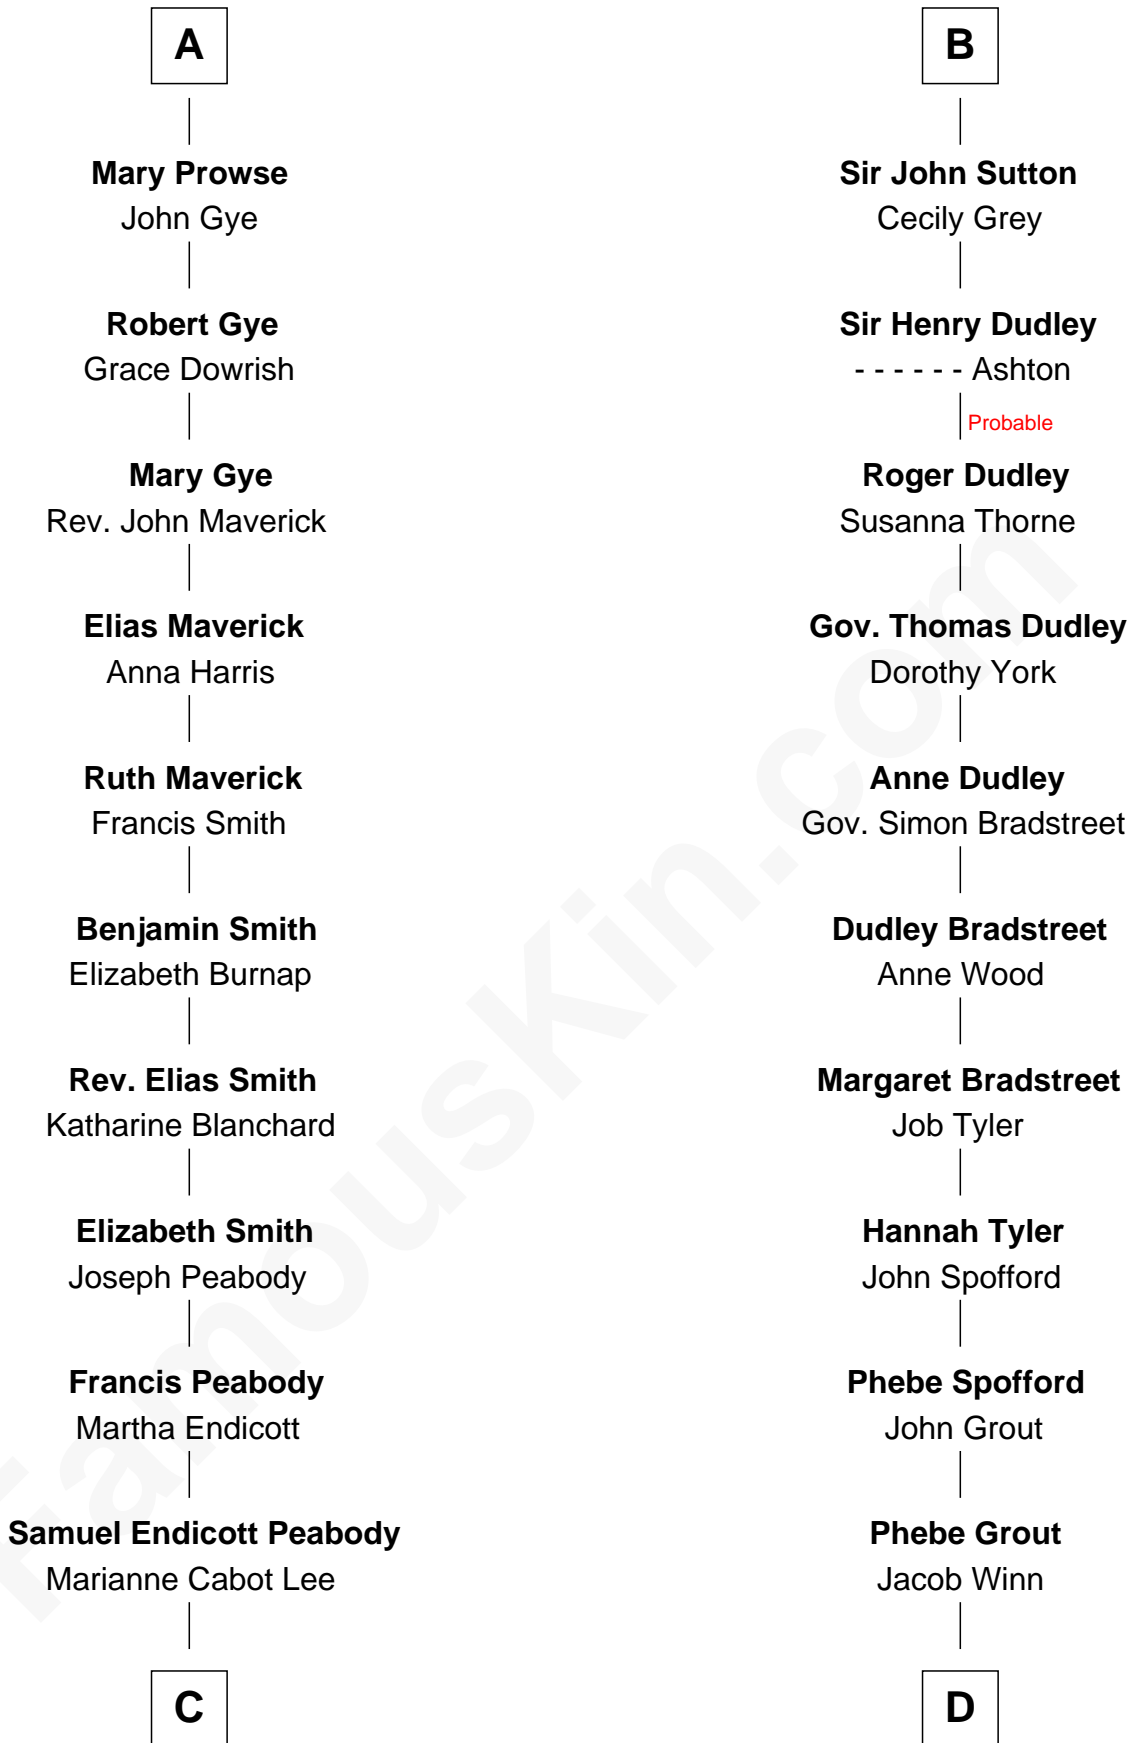 A
Mary Prowse
John Gye
Robert Gye
Grace Dowrish
Mary Gye
Rev. John Maverick
Elias Maverick
Anna Harris
Ruth Maverick
Francis Smith
Benjamin Smith
Elizabeth Burnap
Rev. Elias Smith
Katharine Blanchard
Elizabeth Smith
Joseph Peabody
Francis Peabody
Martha Endicott
Samuel Endicott Peabody
Marianne Cabot Lee
C
B
Sir John Sutton
Cecily Grey
Sir Henry Dudley
- - - - - - Ashton
Probable
Roger Dudley
Susanna Thorne
Gov. Thomas Dudley
Dorothy York
Anne Dudley
Gov. Simon Bradstreet
Dudley Bradstreet
Anne Wood
Margaret Bradstreet
Job Tyler
Hannah Tyler
John Spofford
Phebe Spofford
John Grout
Phebe Grout
Jacob Winn
D
FamousKin.com